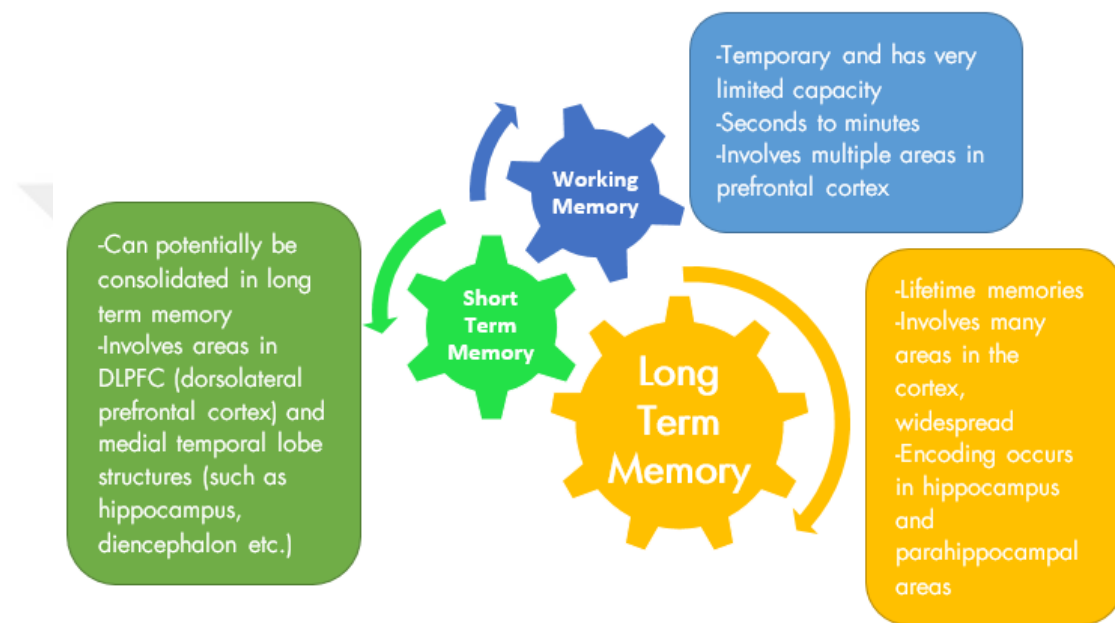 -Temporary and has very
limited capacity
-Seconds to minutes
-Involves multiple areas in
prefrontal cortex
Working
Memory
-Can potentially be
consolidated in long
term memory
-Involves areas in
DLPFC (dorsolateral
prefrontal cortex) and
medial temporal lobe
structures (such as
hippocampus,
diencephalon etc.)
Short
Term
Memory
Long
Term
Memory
-Lifetime memories
-Involves many
areas in the
cortex,
widespread
-Encoding occurs
in hippocampus
and
parahippocampal
areas